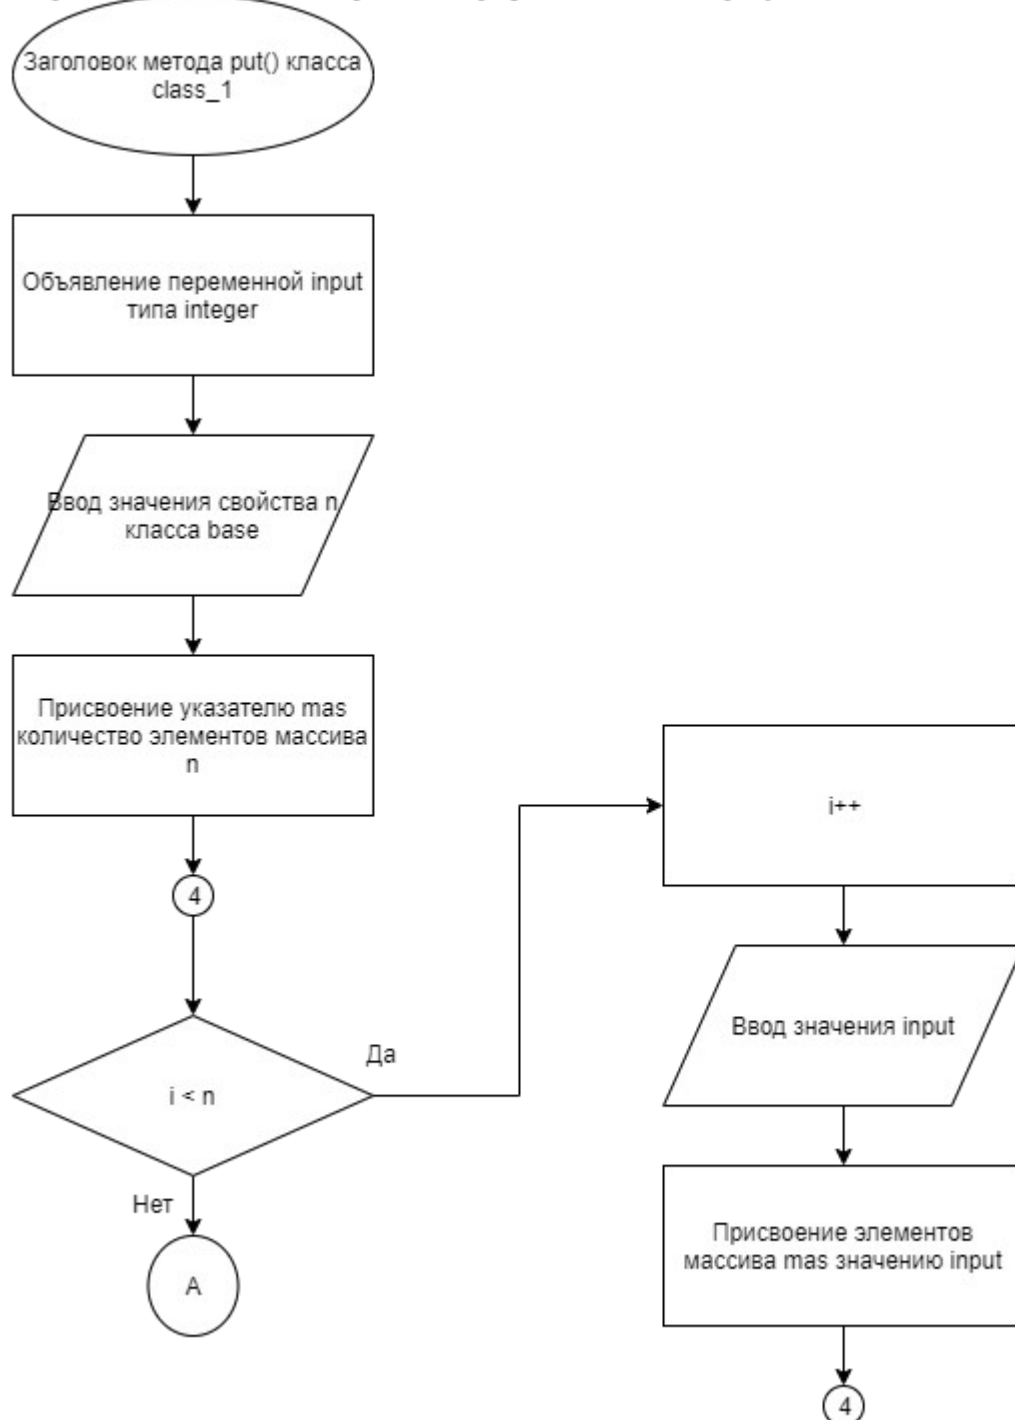 Заголовок метода put() класса
class_1
Объявление переменной input
типа integer
Ввод значения свойства n
класса base
Присвоение указателю mas
количество элементов массива
n
4
i < n
Да
Нет
A
i++
Ввод значения input
Присвоение элементов
массива mas значению input
4